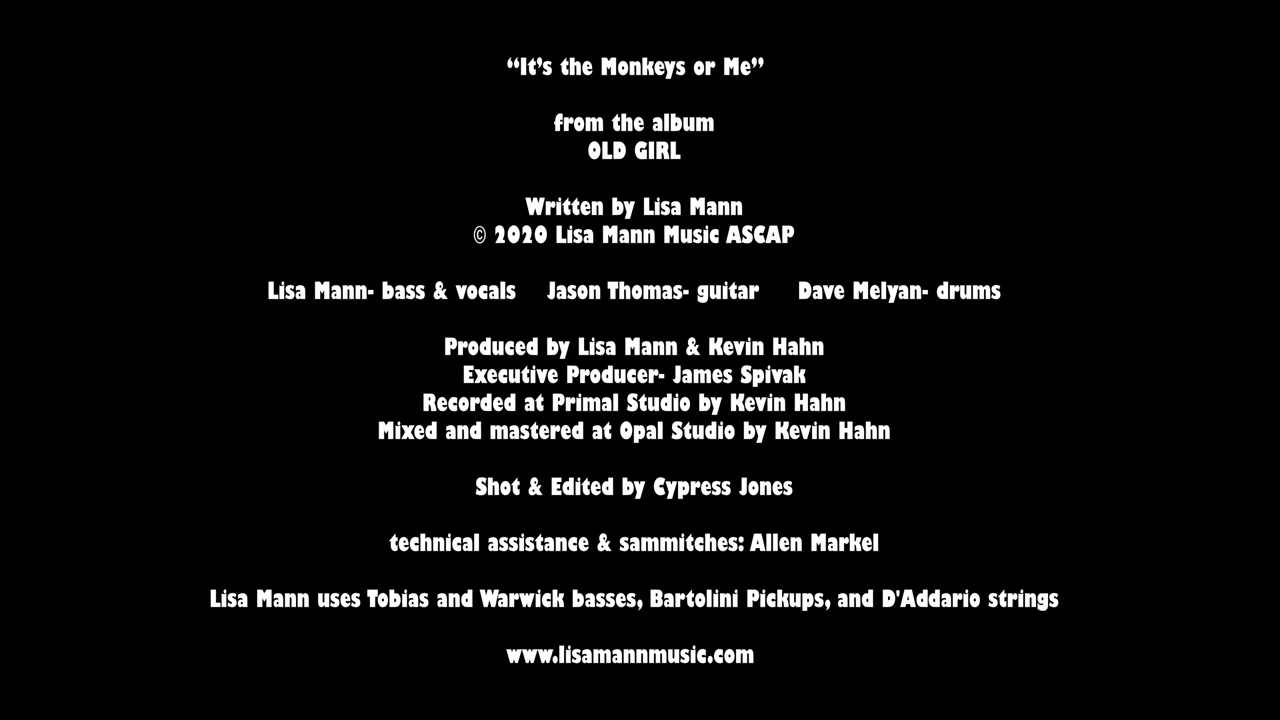 “It’s the Monkeys or Me”
from the album
OLD GIRL
Written by Lisa Mann
© 2020 Lisa Mann Music ASCAP
Lisa Mann- bass & vocals Jason Thomas- guitar Dave Melyan- drums
Produced by Lisa Mann & Kevin Hahn
Executive Producer- James Spivak
Recorded at Primal Studio by Kevin Hahn
Mixed and mastered at Opal Studio by Kevin Hahn
Shot & Edited by Cypress Jones
technical assistance & sammitches: Allen Markel
Lisa Mann uses Tobias and Warwick basses, Bartolini Pickups, and D'Addario strings
www.lisamannmusic.com